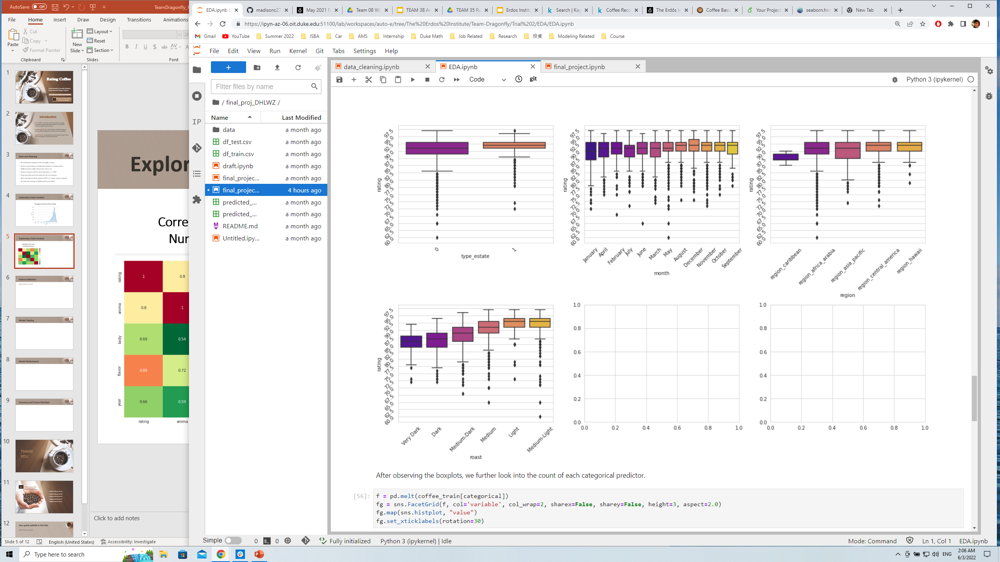 AutoSave Off TeamDragonfly_F
File Home Insert Draw Design Transitions Animations
Paste
Cut
Copy
Format Painter
Clipboard
New
Slide
Layout
Reset
Section
Slides
24
B I U S ab AV A
Font
1
Rating Coffee
2
Introduction
3
Data and Cleaning
4
Exploratory Data Analysis
Histogram and Density Plot for Rating
5
Exploratory Data Analysis
Correlation Plot Across
Numerical Features
6
Feature Selection
7
Model Training
8
Model Performance
9
Summary and Future Direction
10
THANK
YOU
11
12
Your great subtitle in this line
Explor
Corre
Nur
rating 1 0.8
aroma 0.8 1
body 0.69 0.54
flavor 0.89 0.72
year 0.66 0.59
rating aroma
Click to add notes
Slide 5 of 12 English (United States) Accessibility: Investigate
EDA.ipynb (
madisonc27
May 2021 Fi
Team 08 Wi
TEAM 38 An
TEAM 35 Ru
Erdos Institu
Search | Kag
Coffee Reco
The Erdős In
Coffee Basic
Your Project
seaborn.hist
New Tab
https://ipyn-az-06.oit.duke.edu:51100/lab/workspaces/auto-e/tree/The%20Erdos%20Institute/Team-Dragonfly/Trial%202/EDA/EDA.ipynb
Gmail YouTube Summer 2022 ISBA Car AMS Internship Duke Math Job Related Research 投資 Modeling Related Course
File Edit View Run Kernel Git Tabs Settings Help
Filter files by name
/ final_proj_DHLWZ /
Name Last Modified
data a month ago
df_test.csv a month ago
df_train.csv a month ago
draft.ipynb a month ago
final_projec... a month ago
final_projec... 4 hours ago
predicted_... a month ago
predicted_... a month ago
README.md a month ago
Untitled.ipy... a month ago
IP
data_cleaning.ipynb
EDA.ipynb
final_project.ipynb
Code
git
Python 3 (ipykernel)
97.5
95.0
92.5
90.0
87.5
85.0
82.5
80.0
77.5
75.0
72.5
70.0
67.5
65.0
62.5
60.0
rating
0 1
type_estate
97.5
95.0
92.5
90.0
87.5
85.0
82.5
80.0
77.5
75.0
72.5
70.0
67.5
65.0
62.5
60.0
rating
January April February July June March May August December November October September
month
97.5
95.0
92.5
90.0
87.5
85.0
82.5
80.0
77.5
75.0
72.5
70.0
67.5
65.0
62.5
60.0
rating
region_caribbean region_africa_arabia region_asia_pacific region_central_america region_hawaii
region
97.5
95.0
92.5
90.0
87.5
85.0
82.5
80.0
77.5
75.0
72.5
70.0
67.5
65.0
62.5
60.0
rating
Very Dark Dark Medium-Dark Medium Light Medium-Light
roast
1.0
0.8
0.6
0.4
0.2
0.0
0.0 0.2 0.4 0.6 0.8 1.0
1.0
0.8
0.6
0.4
0.2
0.0
0.0 0.2 0.4 0.6 0.8 1.0
After observing the boxplots, we further look into the count of each categorical predictor.
[56]: f = pd.melt(coffee_train[categorical])
fg = sns.FacetGrid(f, col='variable', col_wrap=2, sharex=False, sharey=False, height=3, aspect=2.0)
fg.map(sns.histplot, "value")
fg.set_xticklabels(rotation=30)
Simple 0 0 Fully initialized Python 3 (ipykernel) | Idle Mode: Command Ln 1, Col 1 EDA.ipynb
Type here to search
ENG
2:06 AM
6/3/2022